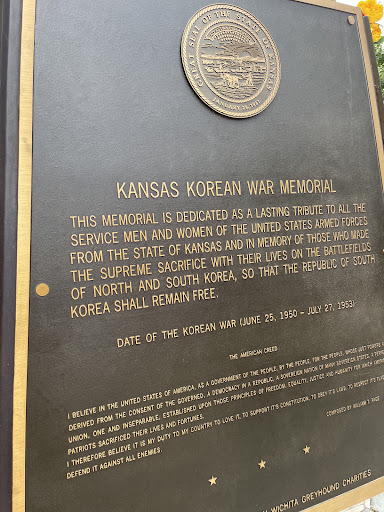 GREAT SEAL OF THE STATE OF KANSAS
JANUARY 29, 1861
KANSAS KOREAN WAR MEMORIAL
THIS MEMORIAL IS DEDICATED AS A LASTING TRIBUTE TO ALL THE
SERVICE MEN AND WOMEN OF THE UNITED STATES ARMED FORCES
FROM THE STATE OF KANSAS AND IN MEMORY OF THOSE WHO MADE
THE SUPREME SACRIFICE WITH THEIR LIVES ON THE BATTLEFIELDS
OF NORTH AND SOUTH KOREA, SO THAT THE REPUBLIC OF SOUTH
KOREA SHALL REMAIN FREE.
DATE OF THE KOREAN WAR (JUNE 25, 1950 – JULY 27, 1953)
THE AMERICAN CREED
I BELIEVE IN THE UNITED STATES OF AMERICA, AS A GOVERNMENT OF THE PEOPLE, BY THE PEOPLE, FOR THE PEOPLE, WHOSE JUST POWERS
DERIVED FROM THE CONSENT OF THE GOVERNED, A DEMOCRACY IN A REPUBLIC, A SOVEREIGN NATION OF MANY SOVEREIGN STATES, A
UNION, ONE AND INSEPARABLE, ESTABLISHED UPON THOSE PRINCIPLES OF FREEDOM, EQUALITY, JUSTICE AND HUMANITY FOR WHICH
PATRIOTS SACRIFICED THEIR LIVES AND FORTUNES.
I THEREFORE BELIEVE IT IS MY DUTY TO MY COUNTRY TO LOVE IT, TO SUPPORT IT'S CONSTITUTION, TO OBEY IT'S LAWS, TO RESPECT IT'S
DEFEND IT AGAINST ALL ENEMIES.
COMPOSED BY WILLIAM T. PAGE
WICHITA GREYHOUND CHARITIES